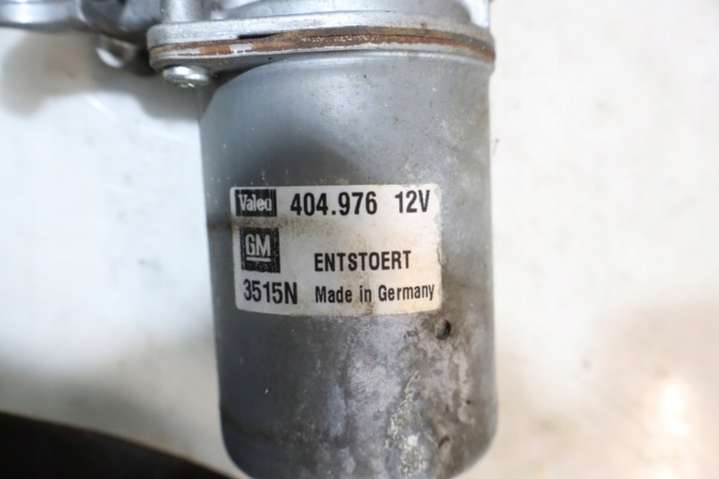 Valeo 404.976 12V
GM ENTSTOERT
3515N Made in Germany